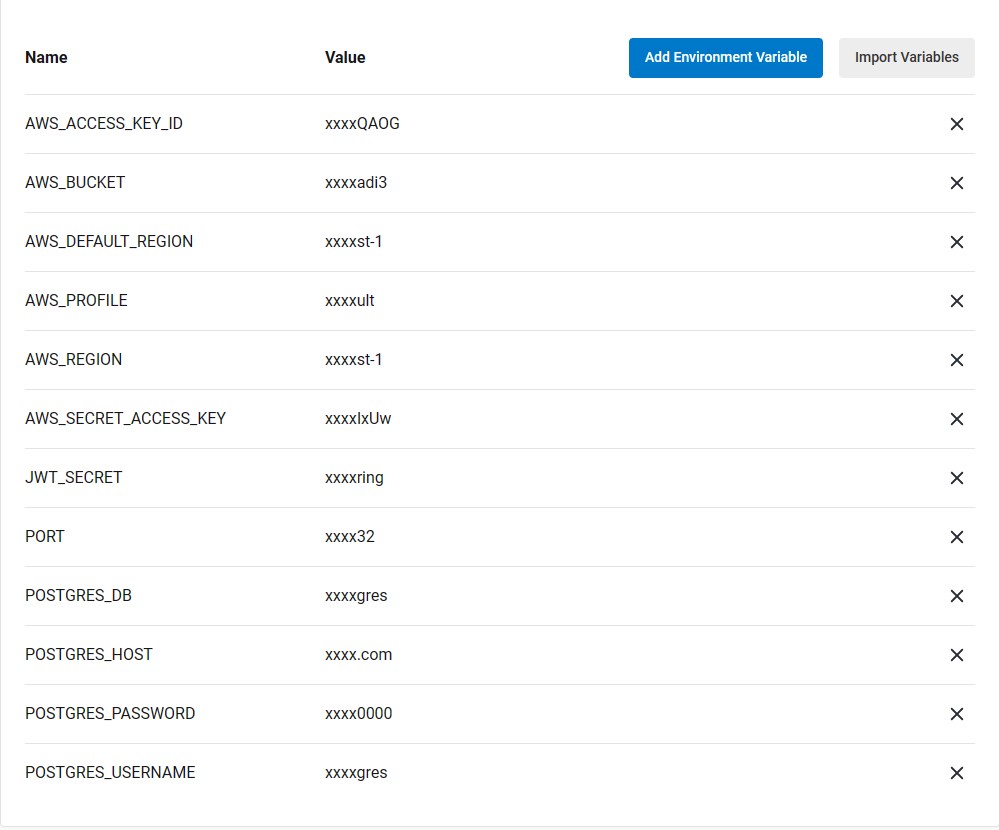 Name Value Add Environment Variable Import Variables
AWS_ACCESS_KEY_ID xxxxQAOG
AWS_BUCKET xxxxadi3
AWS_DEFAULT_REGION xxxxst-1
AWS_PROFILE xxxxult
AWS_REGION xxxxst-1
AWS_SECRET_ACCESS_KEY xxxxIxUw
JWT_SECRET xxxxring
PORT xxxx32
POSTGRES_DB xxxxgres
POSTGRES_HOST xxxx.com
POSTGRES_PASSWORD xxxx0000
POSTGRES_USERNAME xxxxgres